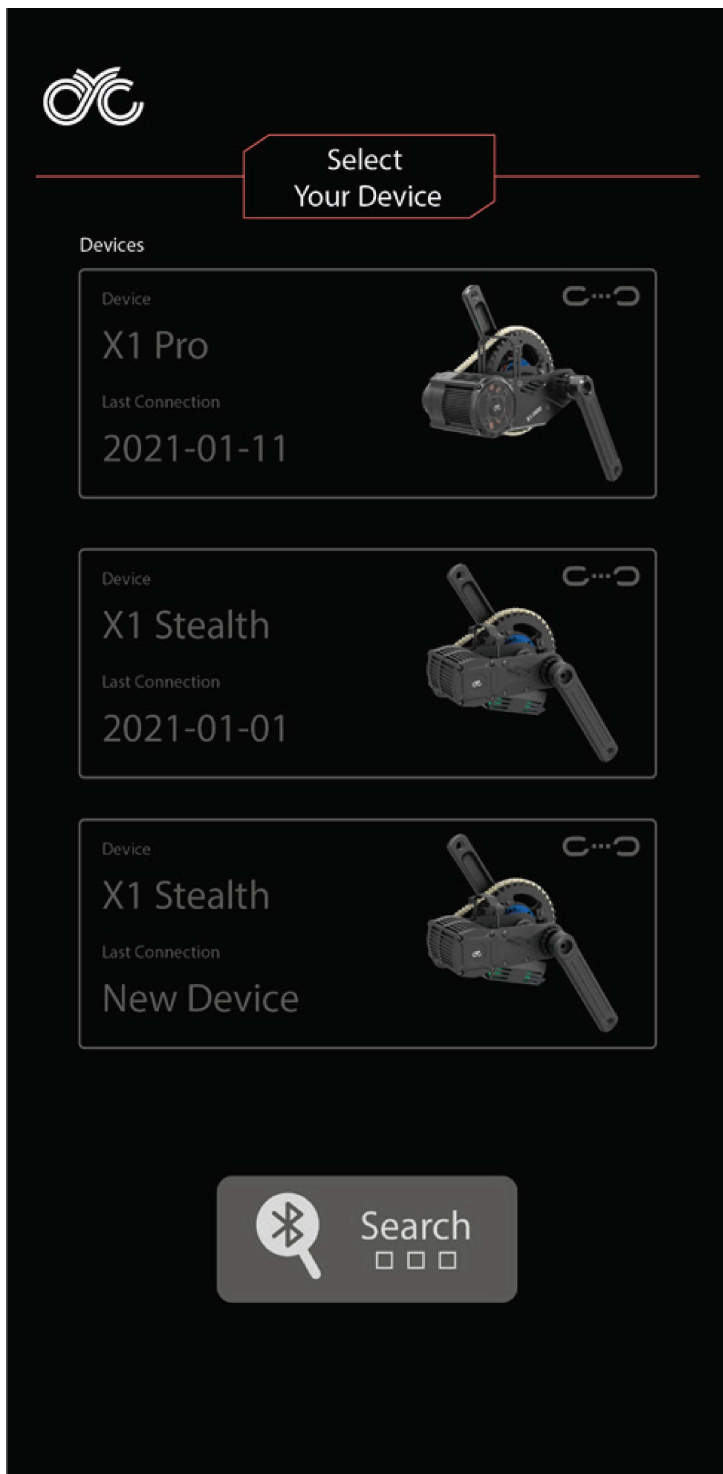 Select
Your Device
Devices
Device
X1 Pro
Last Connection
2021-01-11
Device
X1 Stealth
Last Connection
2021-01-01
Device
X1 Stealth
Last Connection
New Device
Search